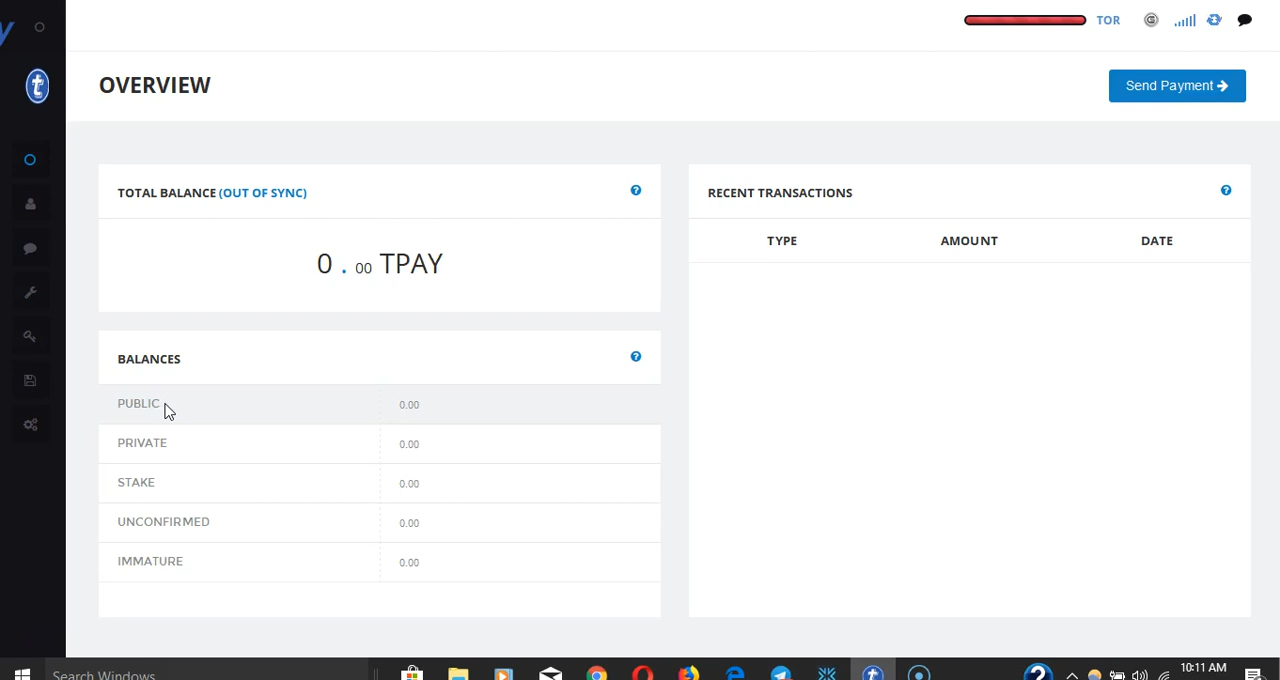 TOR
OVERVIEW
Send Payment
TOTAL BALANCE (OUT OF SYNC)
0 . 00 TPAY
BALANCES
PUBLIC 0.00
PRIVATE 0.00
STAKE 0.00
UNCONFIRMED 0.00
IMMATURE 0.00
RECENT TRANSACTIONS
TYPE AMOUNT DATE
Search Windows
10:11 AM